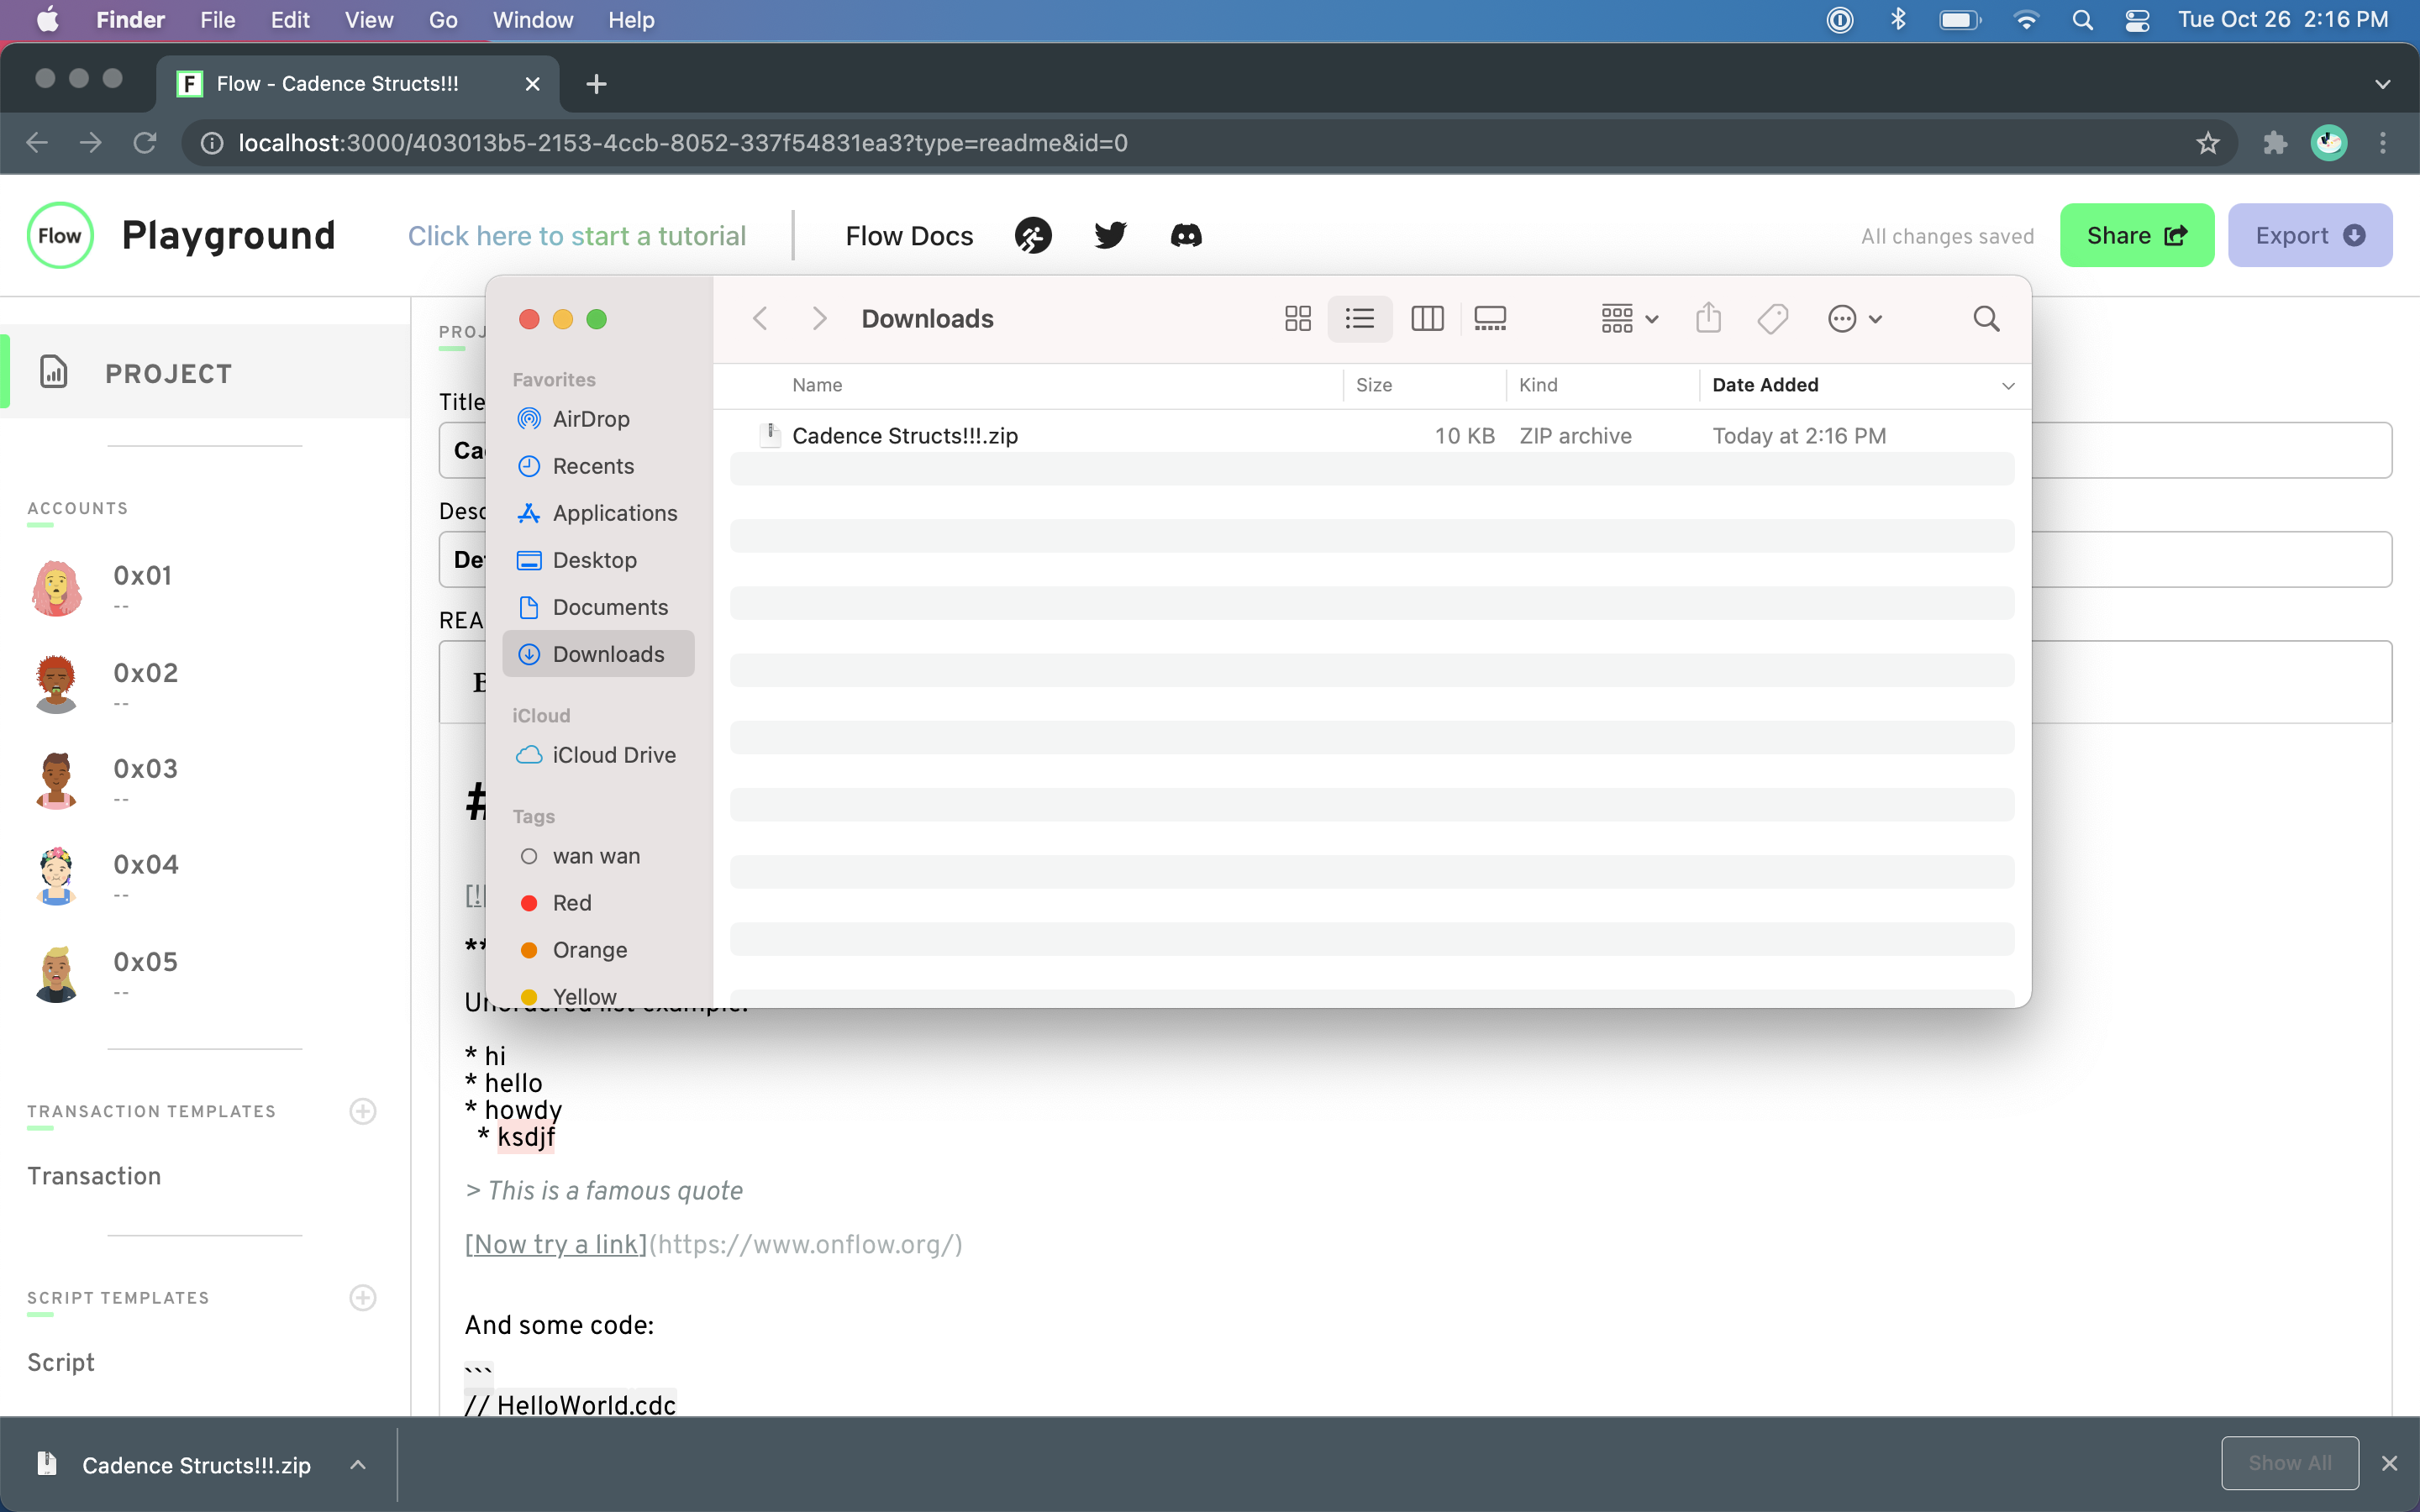 Finder File Edit View Go Window Help Tue Oct 26 2:16 PM
F Flow - Cadence Structs!!!
localhost:3000/403013b5-2153-4ccb-8052-337f54831ea3?type=readme&id=0
Flow Playground Click here to start a tutorial Flow Docs All changes saved Share Export
PROJECT
ACCOUNTS
0x01
--
0x02
--
0x03
--
0x04
--
0x05
--
TRANSACTION TEMPLATES
Transaction
SCRIPT TEMPLATES
Script
PROJ
Title
Desc
REA
B
#
[!
**
Unordered list example:
* hi
* hello
* howdy
* ksdjf
> This is a famous quote
[Now try a link](https://www.onflow.org/)
And some code:
```
// HelloWorld.cdc
Downloads
Favorites
AirDrop
Recents
Applications
Desktop
Documents
Downloads
iCloud
iCloud Drive
Tags
wan wan
Red
Orange
Yellow
Name Size Kind Date Added
Cadence Structs!!!.zip 10 KB ZIP archive Today at 2:16 PM
Cadence Structs!!!.zip Show All